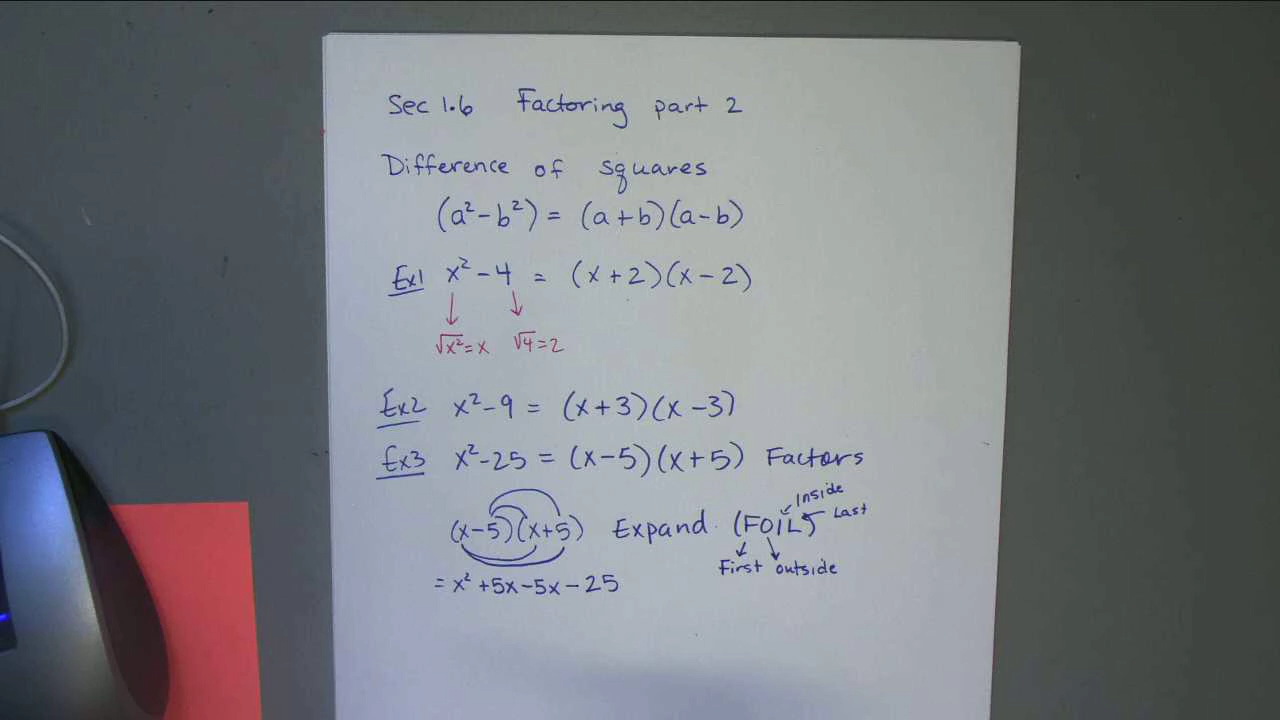 Sec 1.6 Factoring part 2
Difference of squares
(a² - b²) = (a+b)(a-b)
Ex1 x² - 4 = (x+2)(x-2)
√x² = x √4 = 2
Ex2 x² - 9 = (x+3)(x-3)
Ex3 x² - 25 = (x-5)(x+5) Factors
Inside
Last
(x-5)(x+5) Expand. (FOIL)
First outside
= x² + 5x - 5x - 25